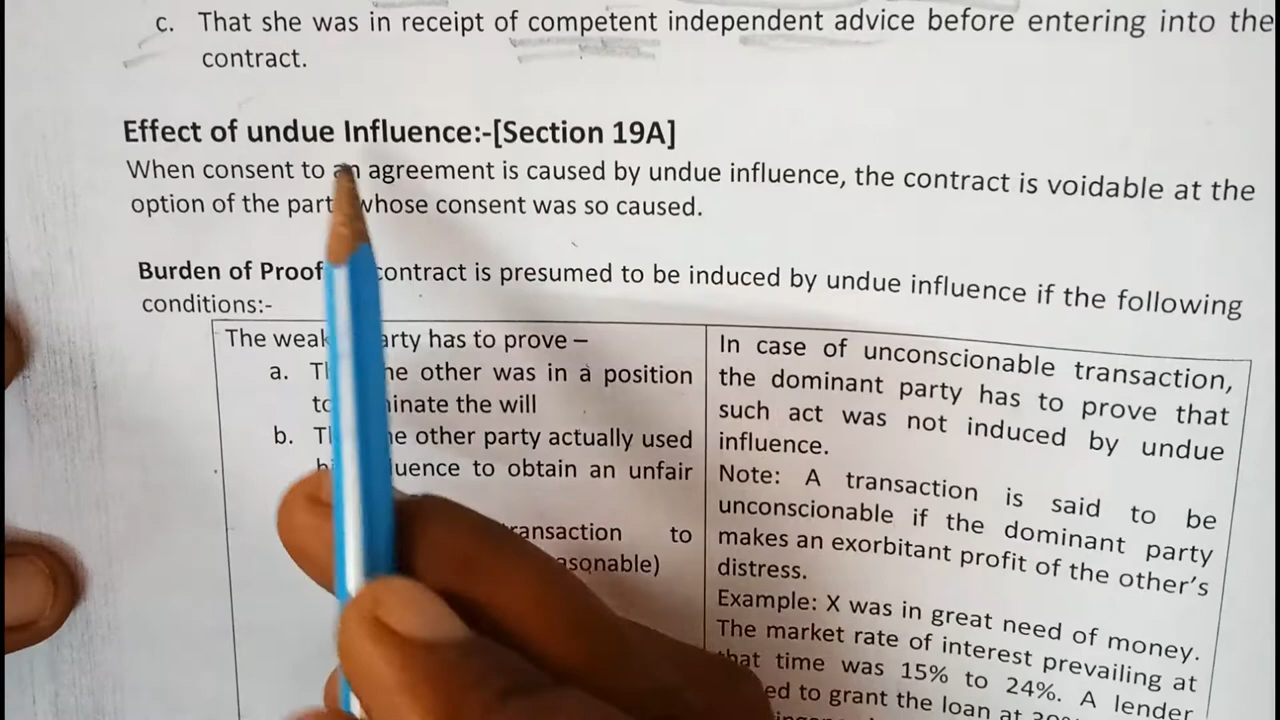 c. That she was in receipt of competent independent advice before entering into the
contract.
Effect of undue Influence:-[Section 19A]
When consent to an agreement is caused by undue influence, the contract is voidable at the
option of the part whose consent was so caused.
Burden of Proof contract is presumed to be induced by undue influence if the following
conditions:-
The weak arty has to prove –
a. he other was in a position
inate the will
b. he other party actually used
luence to obtain an unfair
ransaction to
asonable)
In case of unconscionable transaction,
the dominant party has to prove that
such act was not induced by undue
influence.
Note: A transaction is said to be
unconscionable if the dominant party
makes an exorbitant profit of the other's
distress.
Example: X was in great need of money.
The market rate of interest prevailing at
that time was 15% to 24%. A lender
ed to grant the loan at